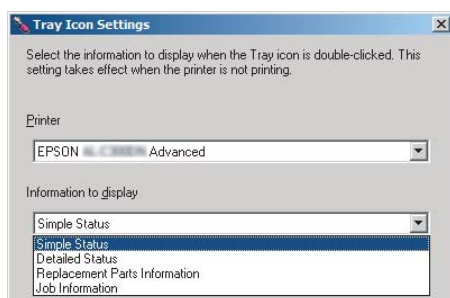 Tray Icon Settings
Select the information to display when the Tray icon is double-clicked. This
setting takes effect when the printer is not printing.
Printer
EPSON Advanced
Information to display
Simple Status
Simple Status
Detailed Status
Replacement Parts Information
Job Information